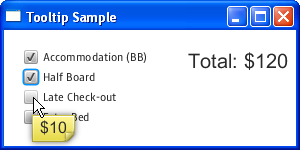 Tooltip Sample
Accommodation (BB)
Total: $120
Half Board
Late Check-out
Bed
$10